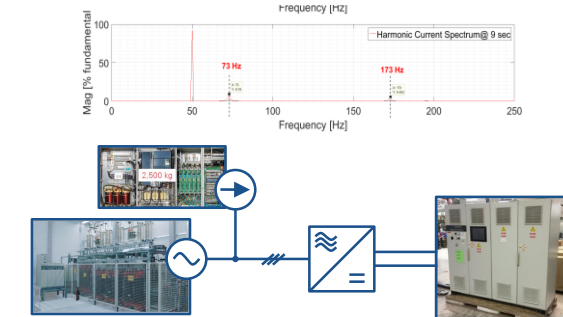 Frequency [Hz]
Mag [% fundamental
100
50
0
Harmonic Current Spectrum@ 9 sec
73 Hz
173 Hz
0
50
100
150
200
250
Frequency [Hz]
2,500 kg